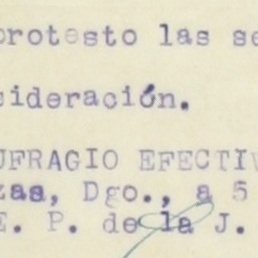 protesto las se
sideración.
UFRAGIO EFECTIV
zas, Dgo., a 5
E. P. de la J.